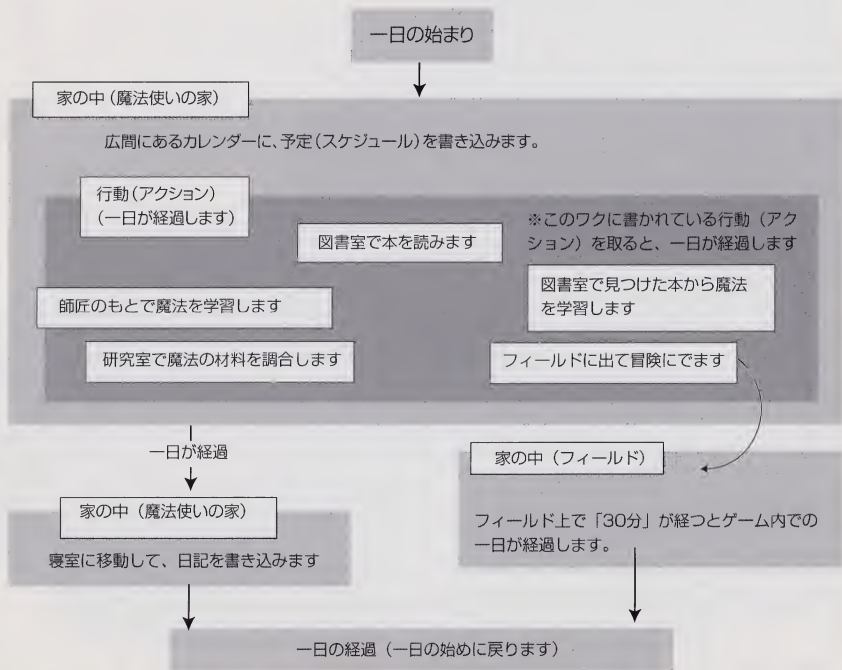 一日の始まり
家の中（魔法使いの家）
広間にあるカレンダーに、予定（スケジュール）を書き込みます。
行動（アクション）
（一日が経過します）
※このワクに書かれている行動（アク
ション）を取ると、一日が経過します
図書室で本を読みます
図書室で見つけた本から魔法
を学習します
師匠のもとで魔法を学習します
研究室で魔法の材料を調合します
フィールドに出て冒険にでます
一日が経過
家の中（フィールド）
フィールド上で「30分」が経つとゲーム内での
一日が経過します。
家の中（魔法使いの家）
寝室に移動して、日記を書き込みます
一日の経過（一日の始めに戻ります）